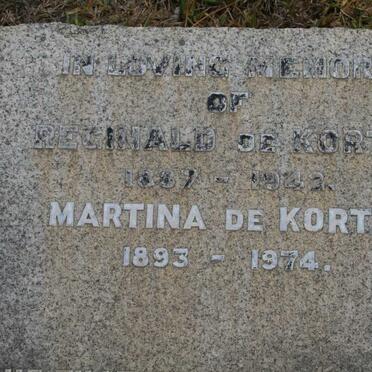 IN LOVING MEMOR
OF
REGINALD DE KORT
MARTINA DE KORT
1893 - 1974.